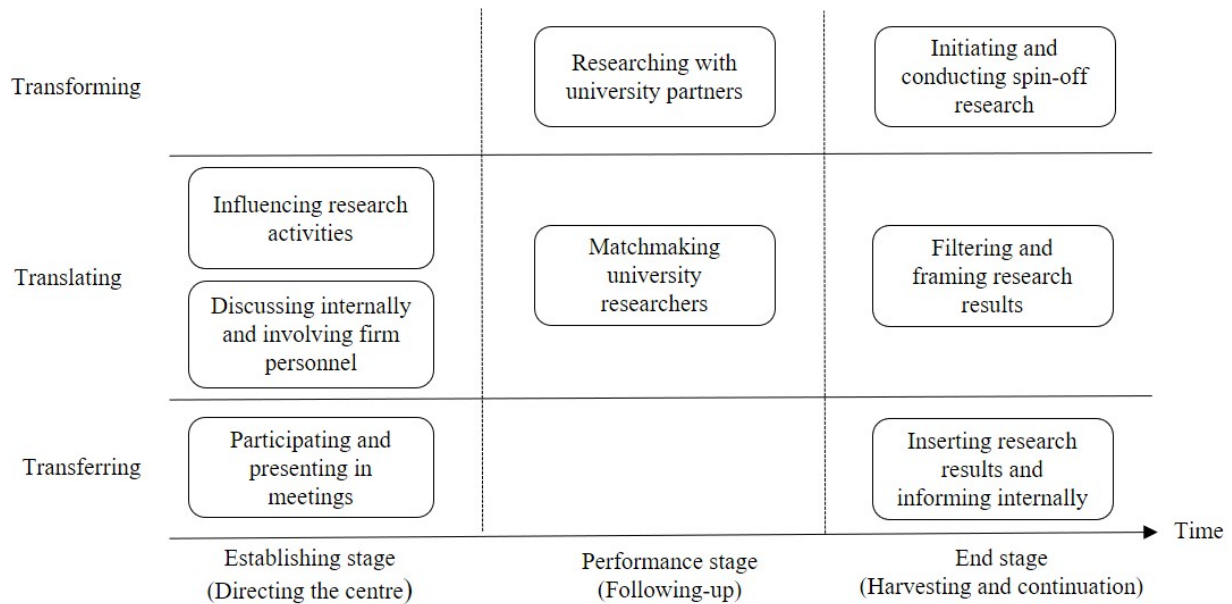 Transforming
Researching with
university partners
Initiating and
conducting spin-off
research
Translating
Influencing research
activities
Discussing internally
and involving firm
personnel
Matchmaking
university
researchers
Filtering and
framing research
results
Transferring
Participating and
presenting in
meetings
Inserting research
results and
informing internally
Time
Establishing stage
(Directing the centre)
Performance stage
(Following-up)
End stage
(Harvesting and continuation)